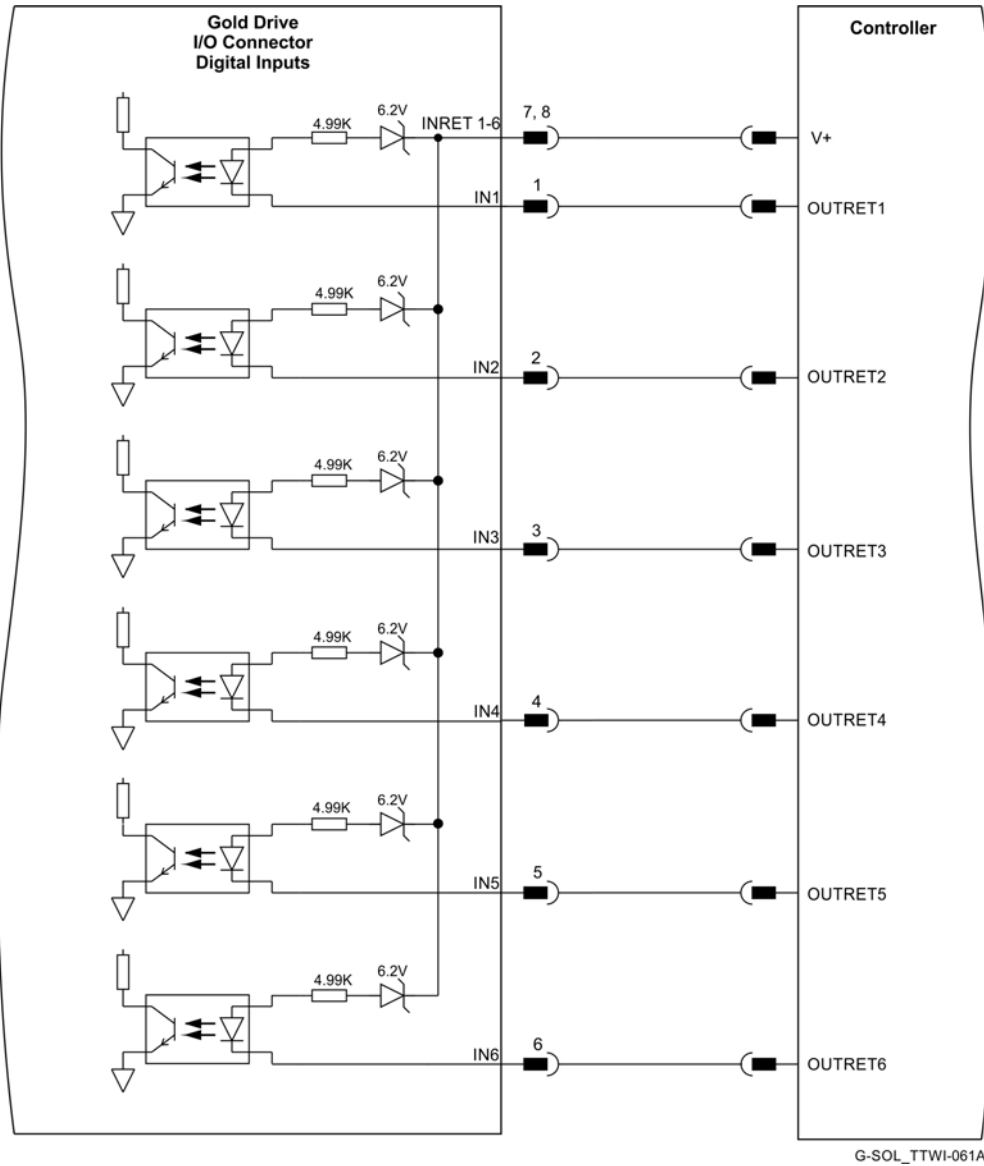 Gold Drive
I/O Connector
Digital Inputs
Controller
4.99K
6.2V
INRET 1-6
7, 8
V+
IN1
1
OUTRET1
4.99K
6.2V
IN2
2
OUTRET2
4.99K
6.2V
IN3
3
OUTRET3
4.99K
6.2V
IN4
4
OUTRET4
4.99K
6.2V
IN5
5
OUTRET5
4.99K
6.2V
IN6
6
OUTRET6
G-SOL_TTWI-061A